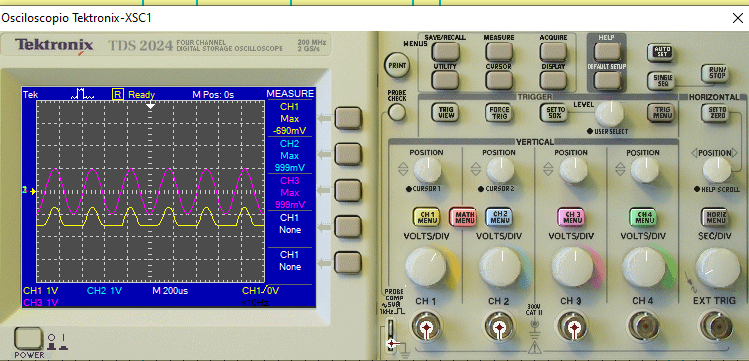 Osciloscopio Tektronix-XSC1
Tektronix
TDS 2024
FOUR CHANNEL
DIGITAL STORAGE OSCILLOSCOPE
200 MHz
2 GS/s
Tek
R
Ready
M Pos: 0s
MEASURE
CH1
Max
-690mV
CH2
Max
999mV
CH3
Max
999mV
CH1
None
CH1
None
CH1 1V
CH2 1V
M 200us
CH1/0V
CH3 1V
POWER
MENUS
SAVE/RECALL
MEASURE
ACQUIRE
HELP
AUTO
SET
PRINT
UTILITY
CURSOR
DISPLAY
DEFAULT SETUP
SINGLE
SEQ
RUN/
STOP
PROBE
CHECK
TRIGGER
TRIG
VIEW
FORCE
TRIG
SET TO
50%
LEVEL
USER SELECT
TRIG
MENU
HORIZONTAL
SET TO
ZERO
VERTICAL
POSITION
POSITION
POSITION
POSITION
POSITION
CURSOR 1
CURSOR 2
HELP SCROLL
CH 1
MENU
MATH
MENU
CH 2
MENU
CH 3
MENU
CH4
MENU
HORIZ
MENU
VOLTS/DIV
VOLTS/DIV
VOLTS/DIV
VOLTS/DIV
SEC/DIV
PROBE
COMP
~5V@
1kHz
CH 1
CH 2
300V
CAT II
CH 3
CH 4
EXT TRIG